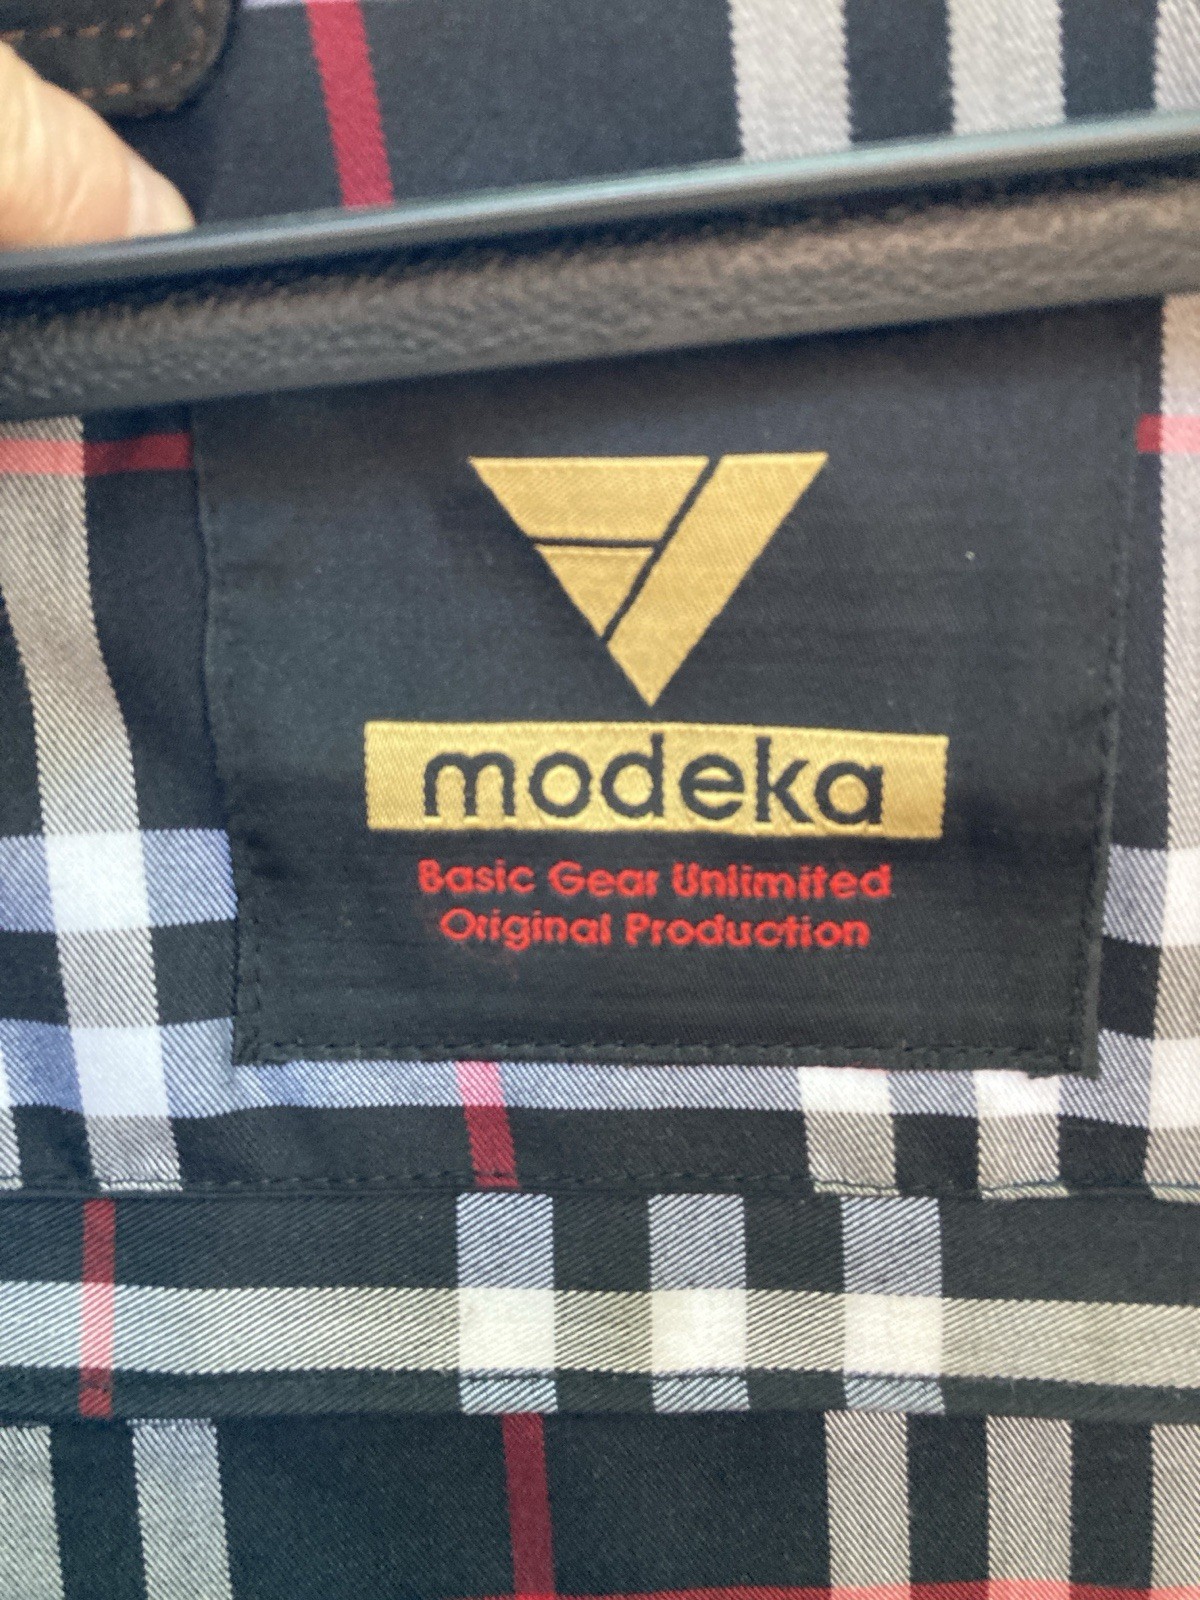 modeka
Basic Gear Unlimited
Original Production